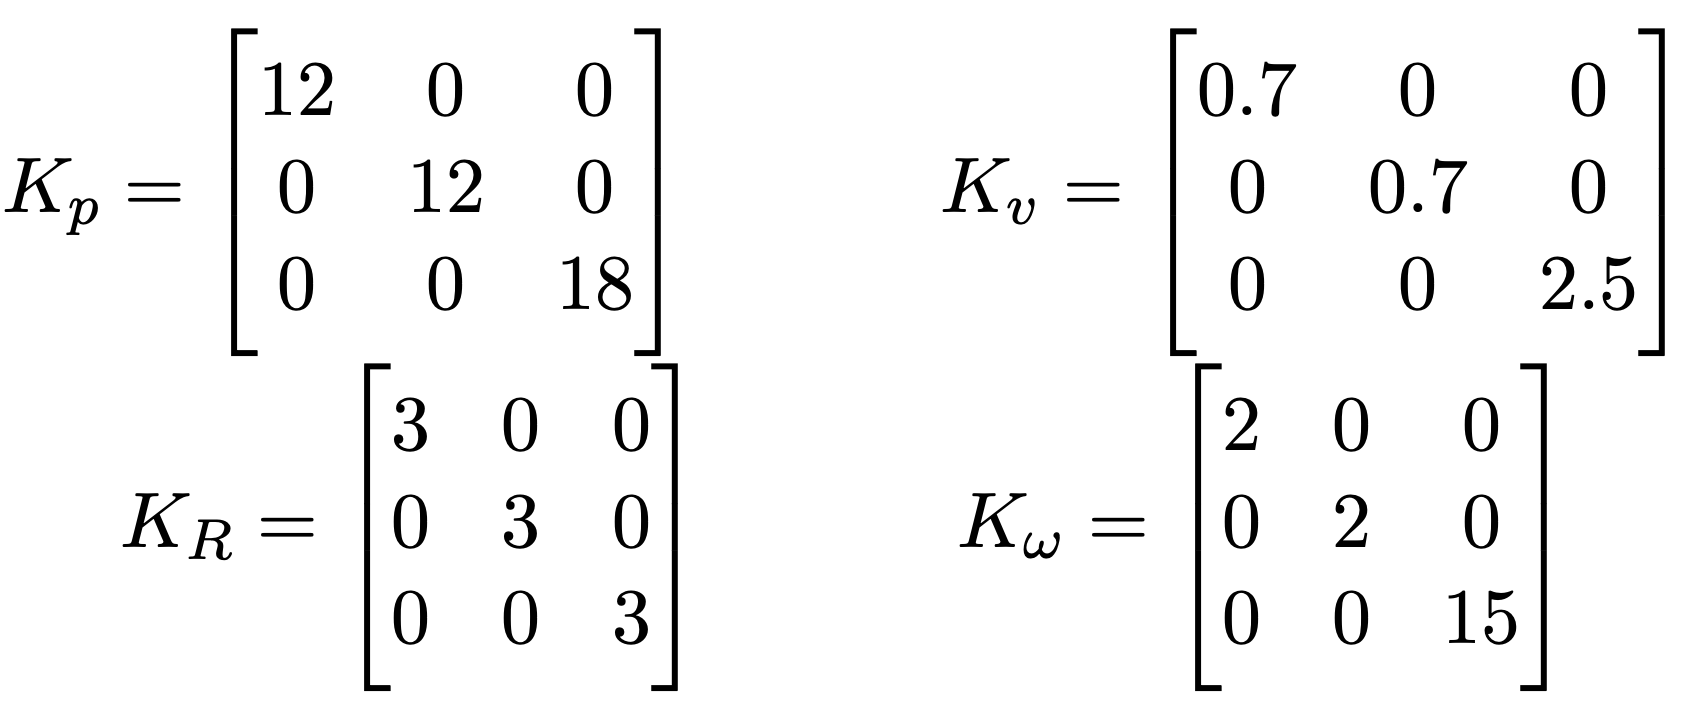 12 0 0 0.7 0 0
K_p = 0 12 0 K_v = 0 0.7 0
0 0 18 0 0 2.5
3 0 0 2 0 0
K_R = 0 3 0 K_ω = 0 2 0
0 0 3 0 0 15